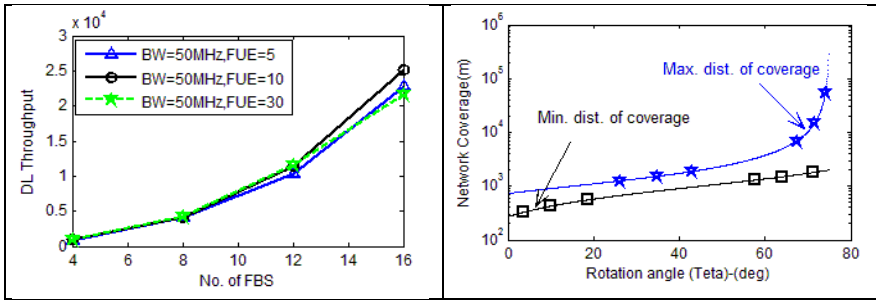 x 10^4
3
2.5
2
1.5
1
0.5
0
4 6 8 10 12 14 16
DL Throughput
No. of FBS
BW=50MHz,FUE=5
BW=50MHz,FUE=10
BW=50MHz,FUE=30
10^6
10^5
10^4
10^3
10^2
0 20 40 60 80
Network Coverage(m)
Rotation angle (Teta)-(deg)
Max. dist. of coverage
Min. dist. of coverage